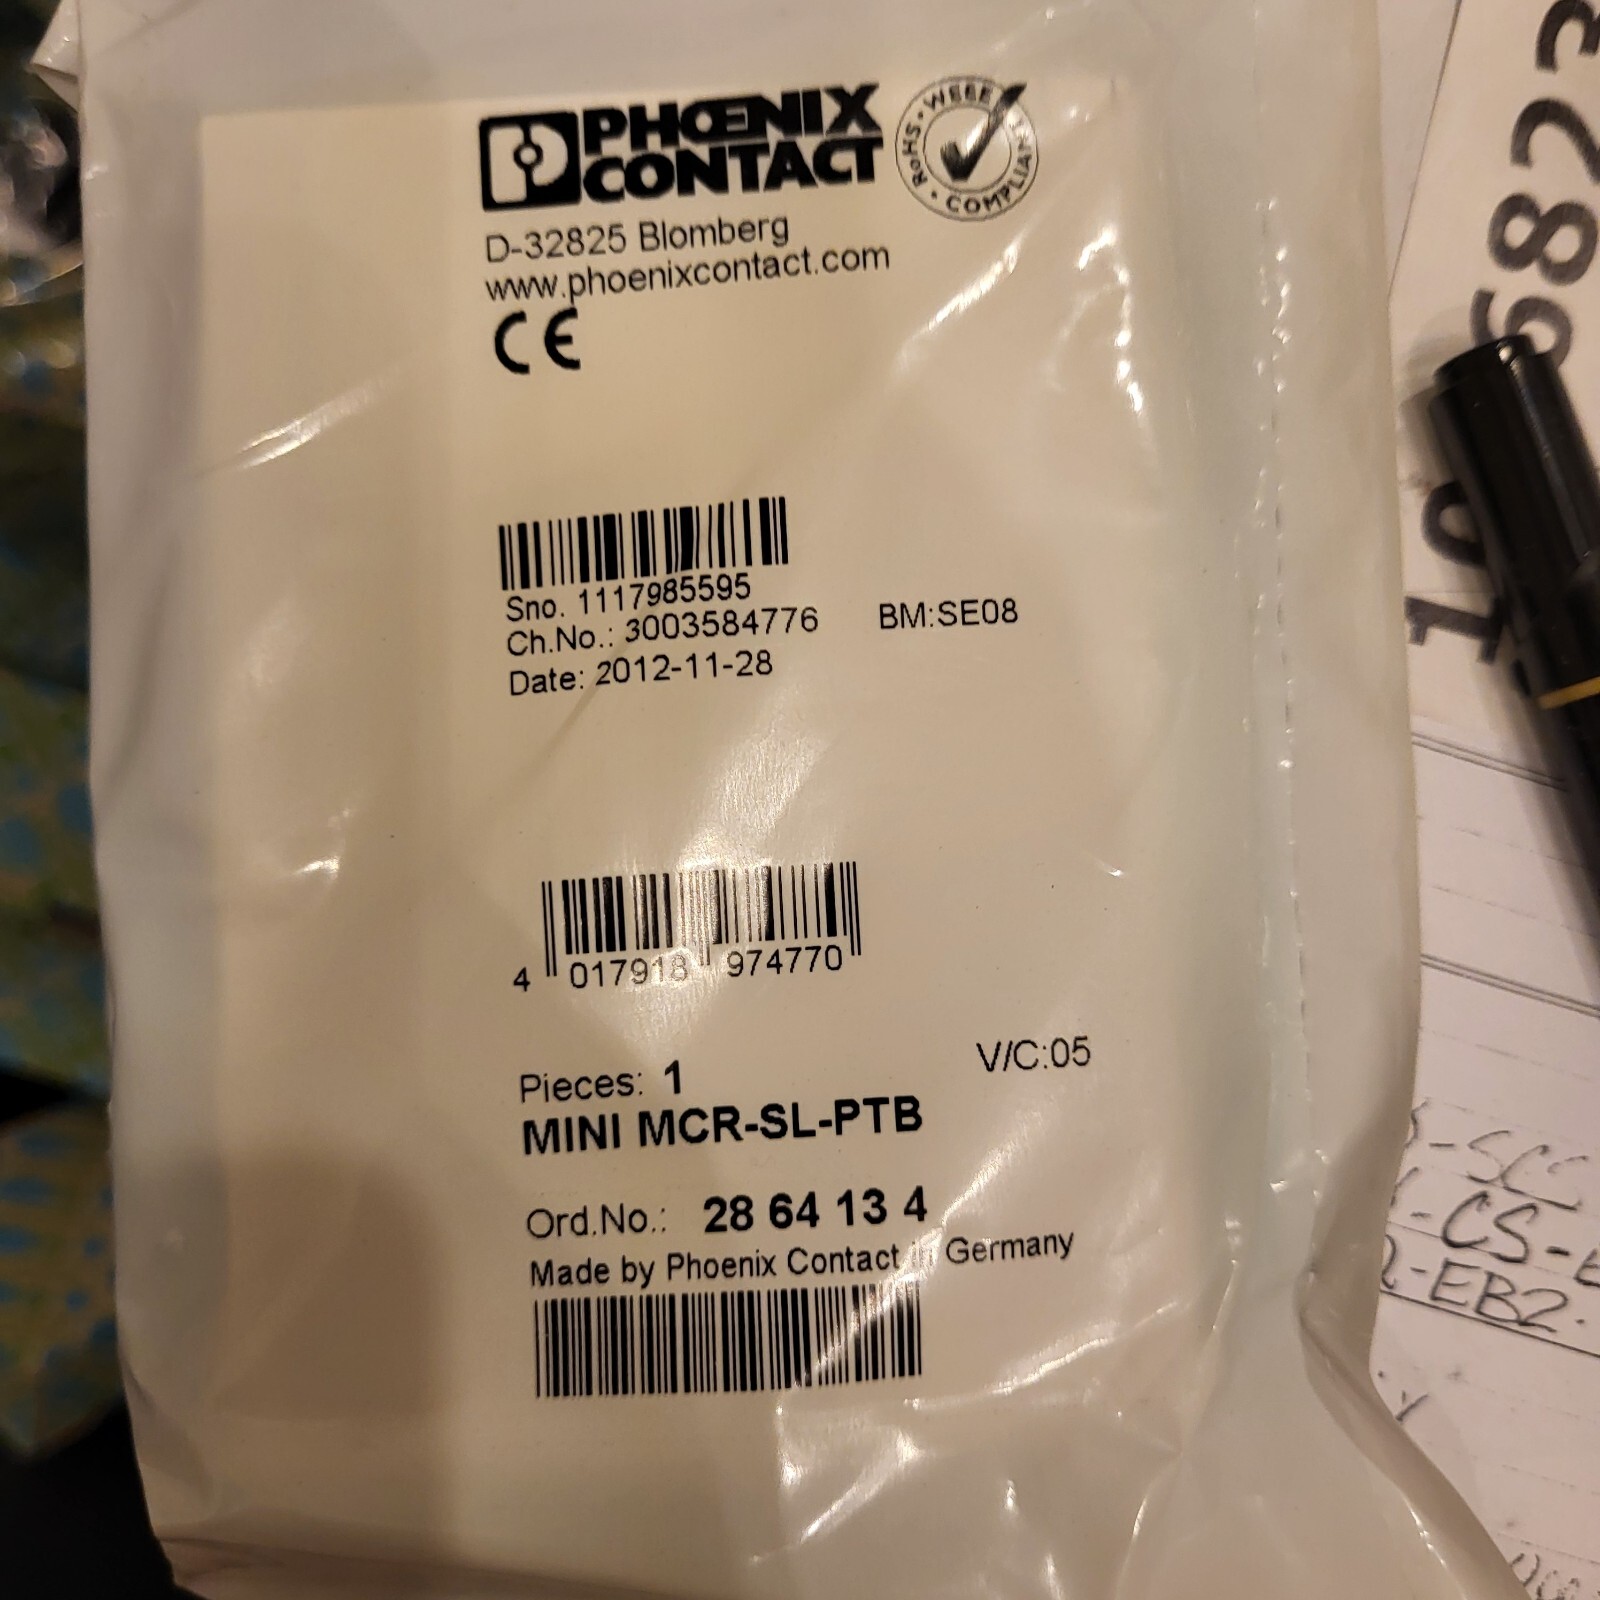 PHŒNIX
CONTACT
RoHS · WEEE · COMPLIANT
D-32825 Blomberg
www.phoenixcontact.com
CE
Sno. 1117985595
Ch.No.: 3003584776 BM:SE08
Date: 2012-11-28
4 017918 974770
Pieces: 1 V/C:05
MINI MCR-SL-PTB
Ord.No.: 28 64 13 4
Made by Phoenix Contact in Germany
-SCC
-CS-
-EB2.